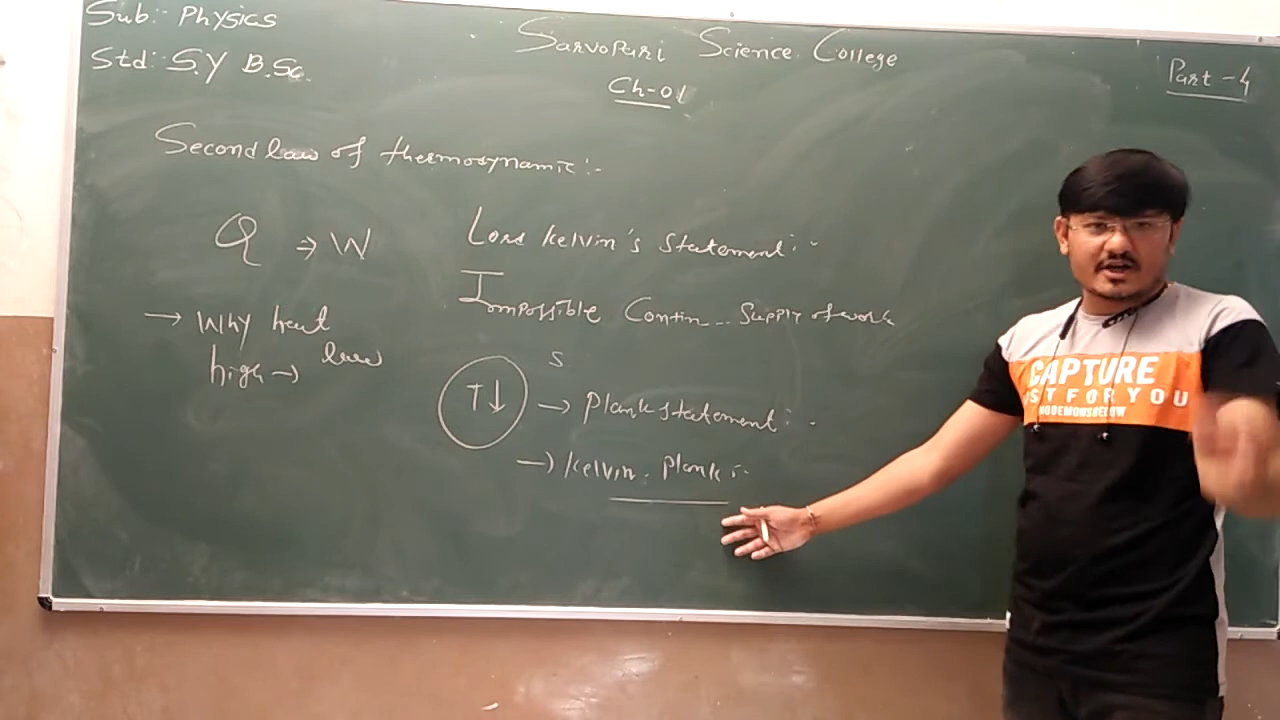 Sub:- Physics
Std:- S.Y B.Sc.
Sarvopari Science College
Ch-01
Part-4
Second law of thermodynamic:-
Q → W
→ Why heat
high → low
Lord Kelvin's Statement:-
Impossible Contin... Supply of work
S
T↓
→ Plank statement:-
→ Kelvin. Plank:-
CAPTURE
ST FOR YOU
NODEMONSBELOW